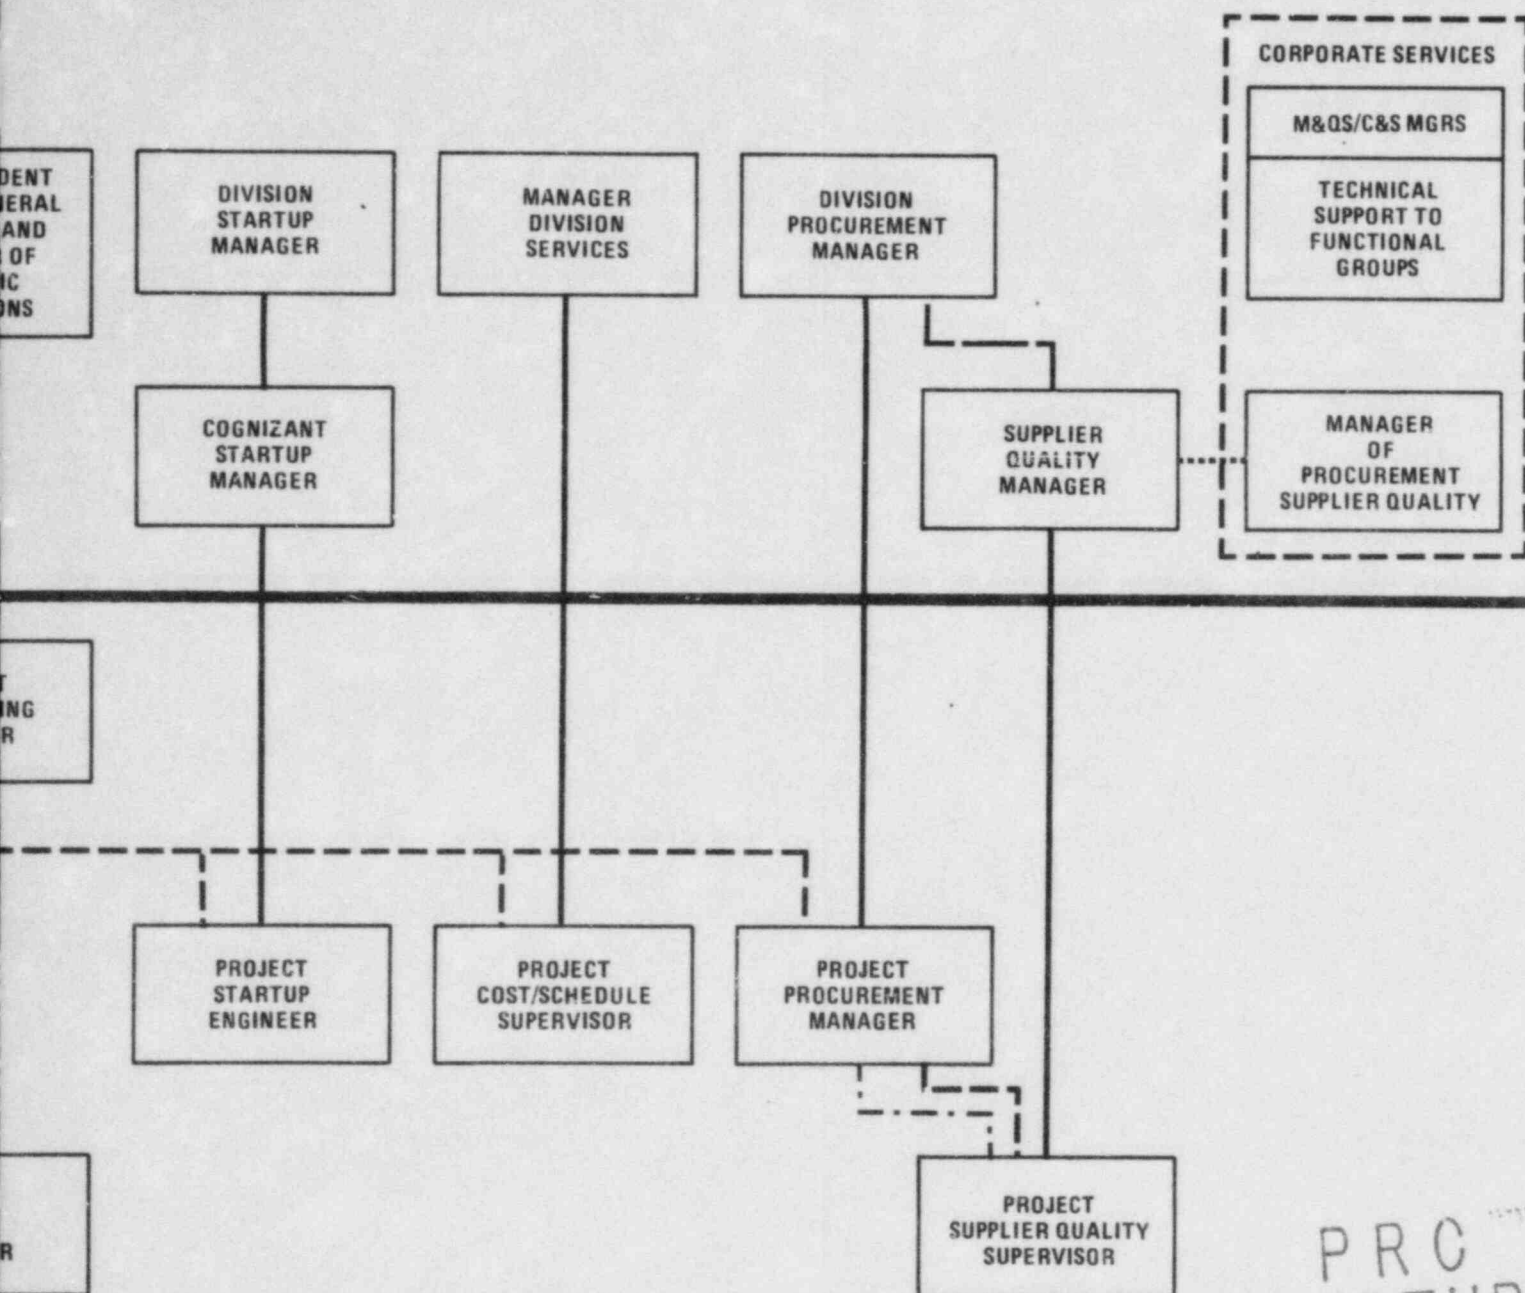 CORPORATE SERVICES
M&QS/C&S MGRS
TECHNICAL
SUPPORT TO
FUNCTIONAL
GROUPS
AND
OF
DIVISION
STARTUP
MANAGER
MANAGER
DIVISION
SERVICES
DIVISION
PROCUREMENT
MANAGER
COGNIZANT
STARTUP
MANAGER
SUPPLIER
QUALITY
MANAGER
MANAGER
OF
PROCUREMENT
SUPPLIER QUALITY
PROJECT
STARTUP
ENGINEER
PROJECT
COST/SCHEDULE
SUPERVISOR
PROJECT
PROCUREMENT
MANAGER
PROJECT
SUPPLIER QUALITY
SUPERVISOR
PRC